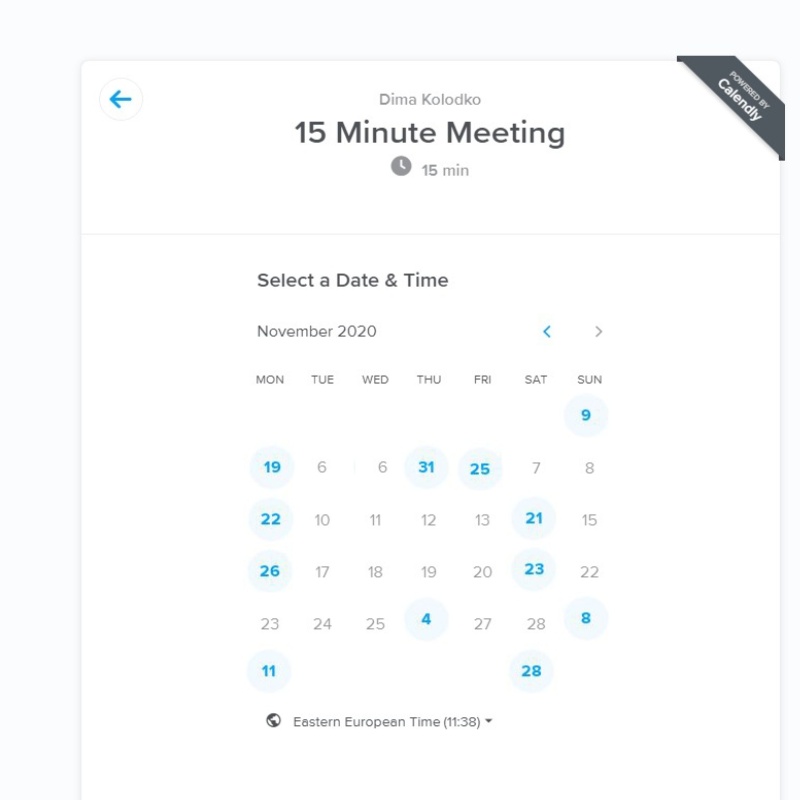 POWERED BY
Calendly
Dima Kolodko
15 Minute Meeting
15 min
Select a Date & Time
November 2020
MON TUE WED THU FRI SAT SUN
9
19 6 6 31 25 7 8
22 10 11 12 13 21 15
26 17 18 19 20 23 22
23 24 25 4 27 28 8
11 28
Eastern European Time (11:38)